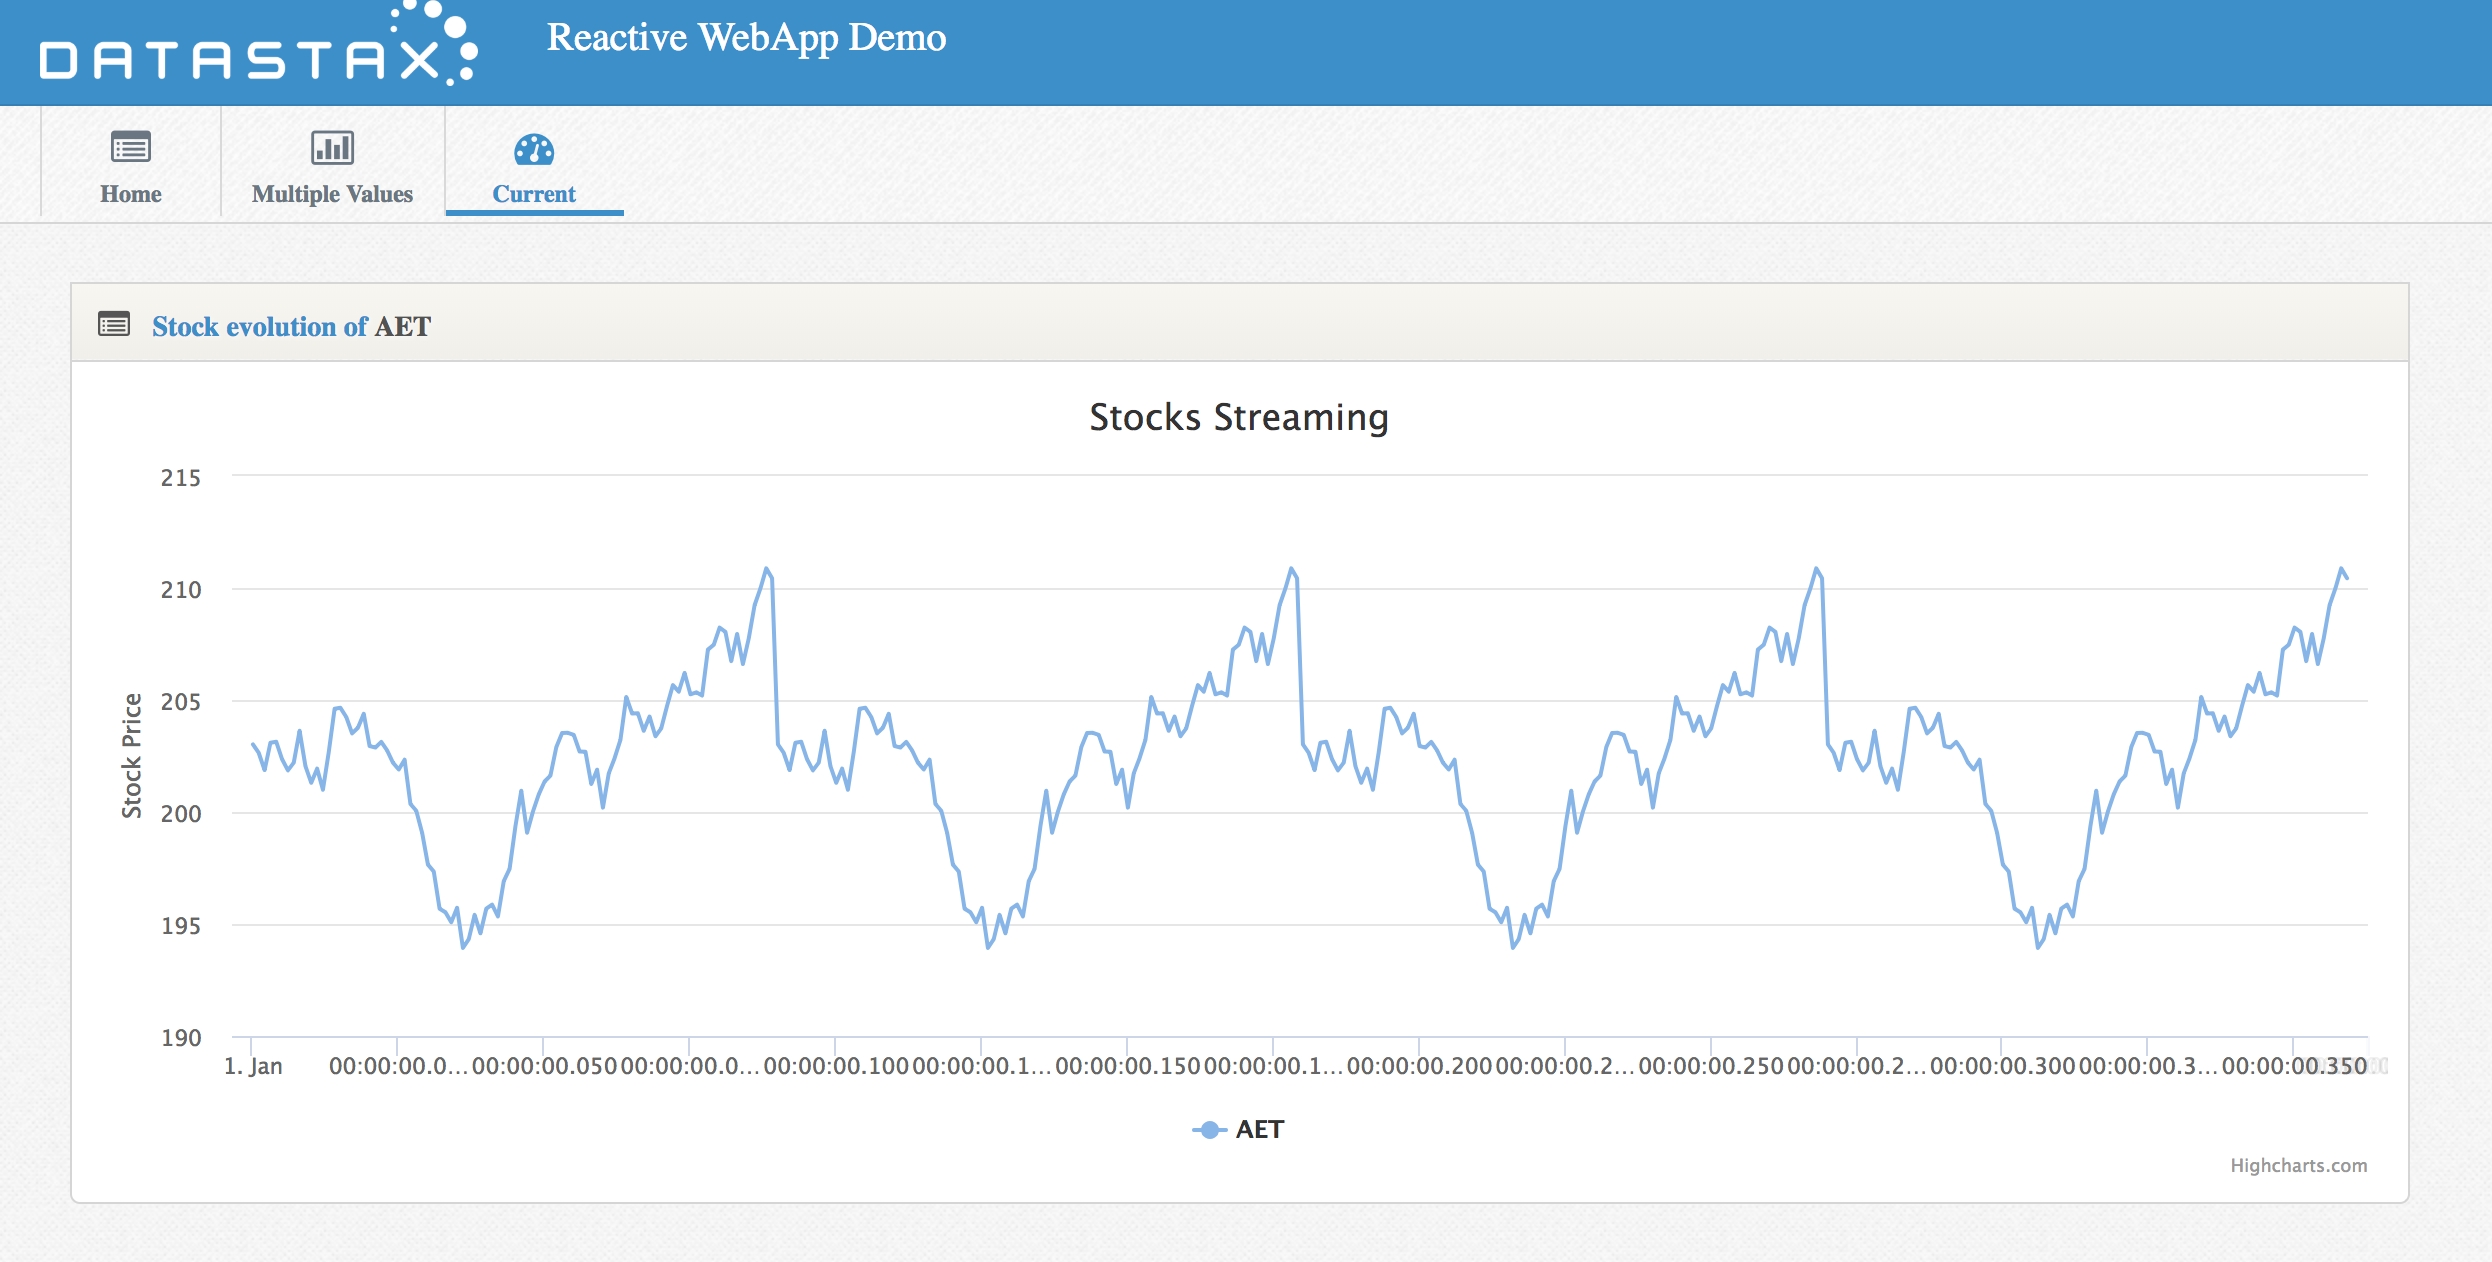 DATASTAX
Reactive WebApp Demo
Home
Multiple Values
Current
Stock evolution of AET
Stocks Streaming
215
210
205
200
195
190
Stock Price
1. Jan 00:00:00.0... 00:00:00.050 00:00:00.0... 00:00:00.100 00:00:00.1... 00:00:00.150 00:00:00.1... 00:00:00.200 00:00:00.2... 00:00:00.250 00:00:00.2... 00:00:00.300 00:00:00.3... 00:00:00.350
AET
Highcharts.com